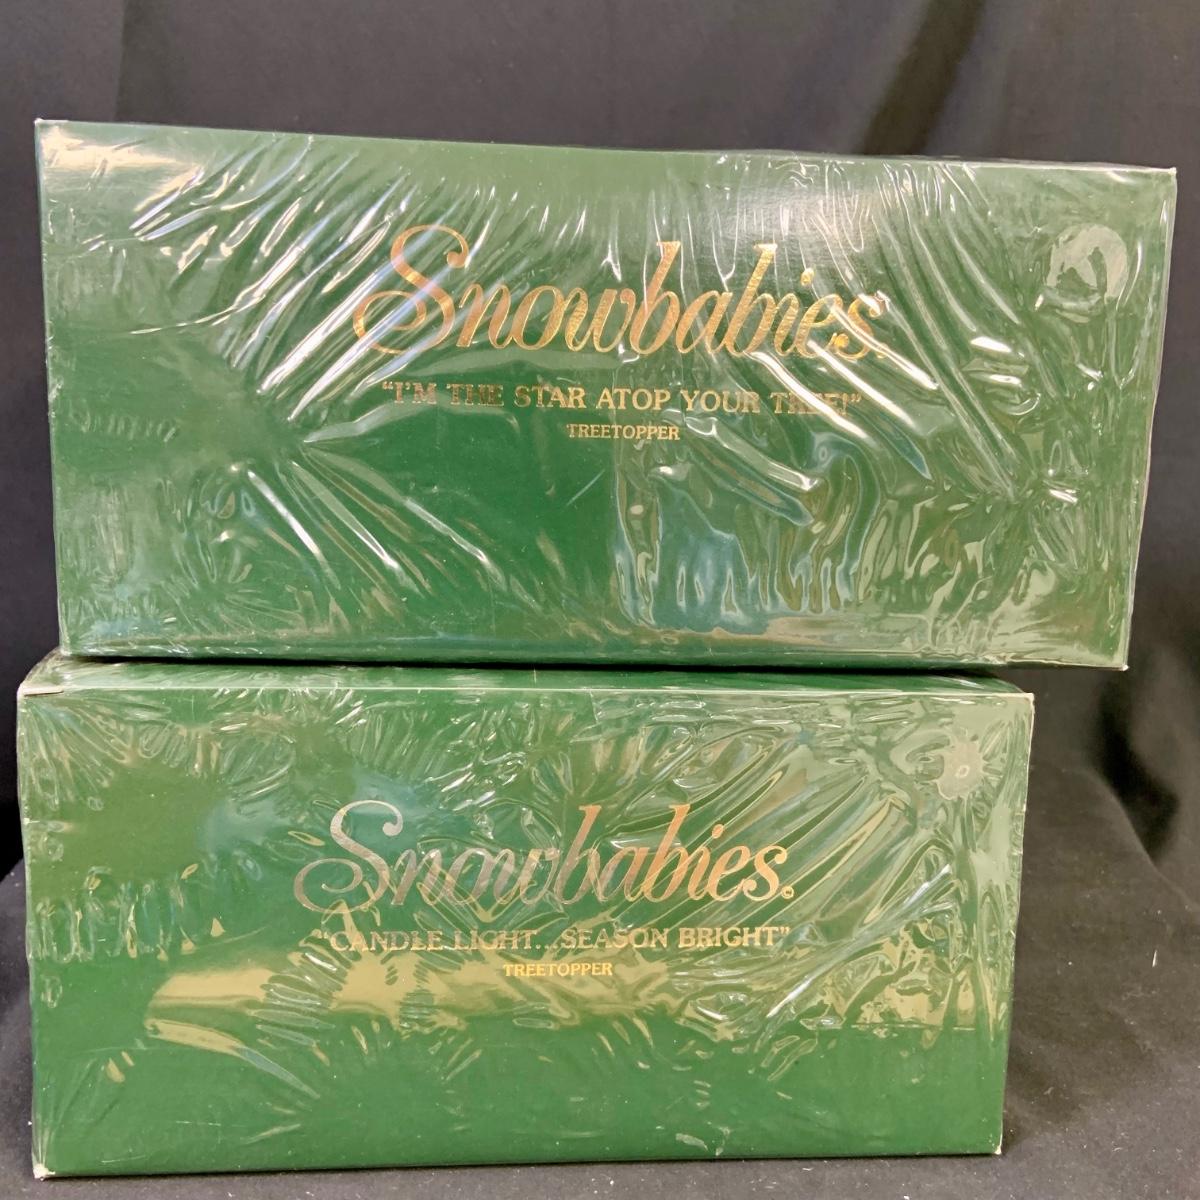 Snowbabies.
"I'M THE STAR ATOP YOUR TREE!"
TREETOPPER
Snowbabies®
"CANDLE LIGHT...SEASON BRIGHT"
TREETOPPER